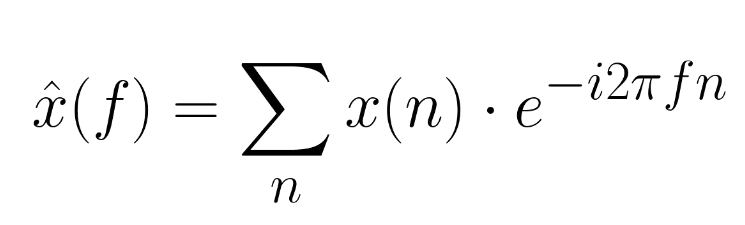 x̂(f) = ∑ₙ x(n) · e^{−i2πfn}